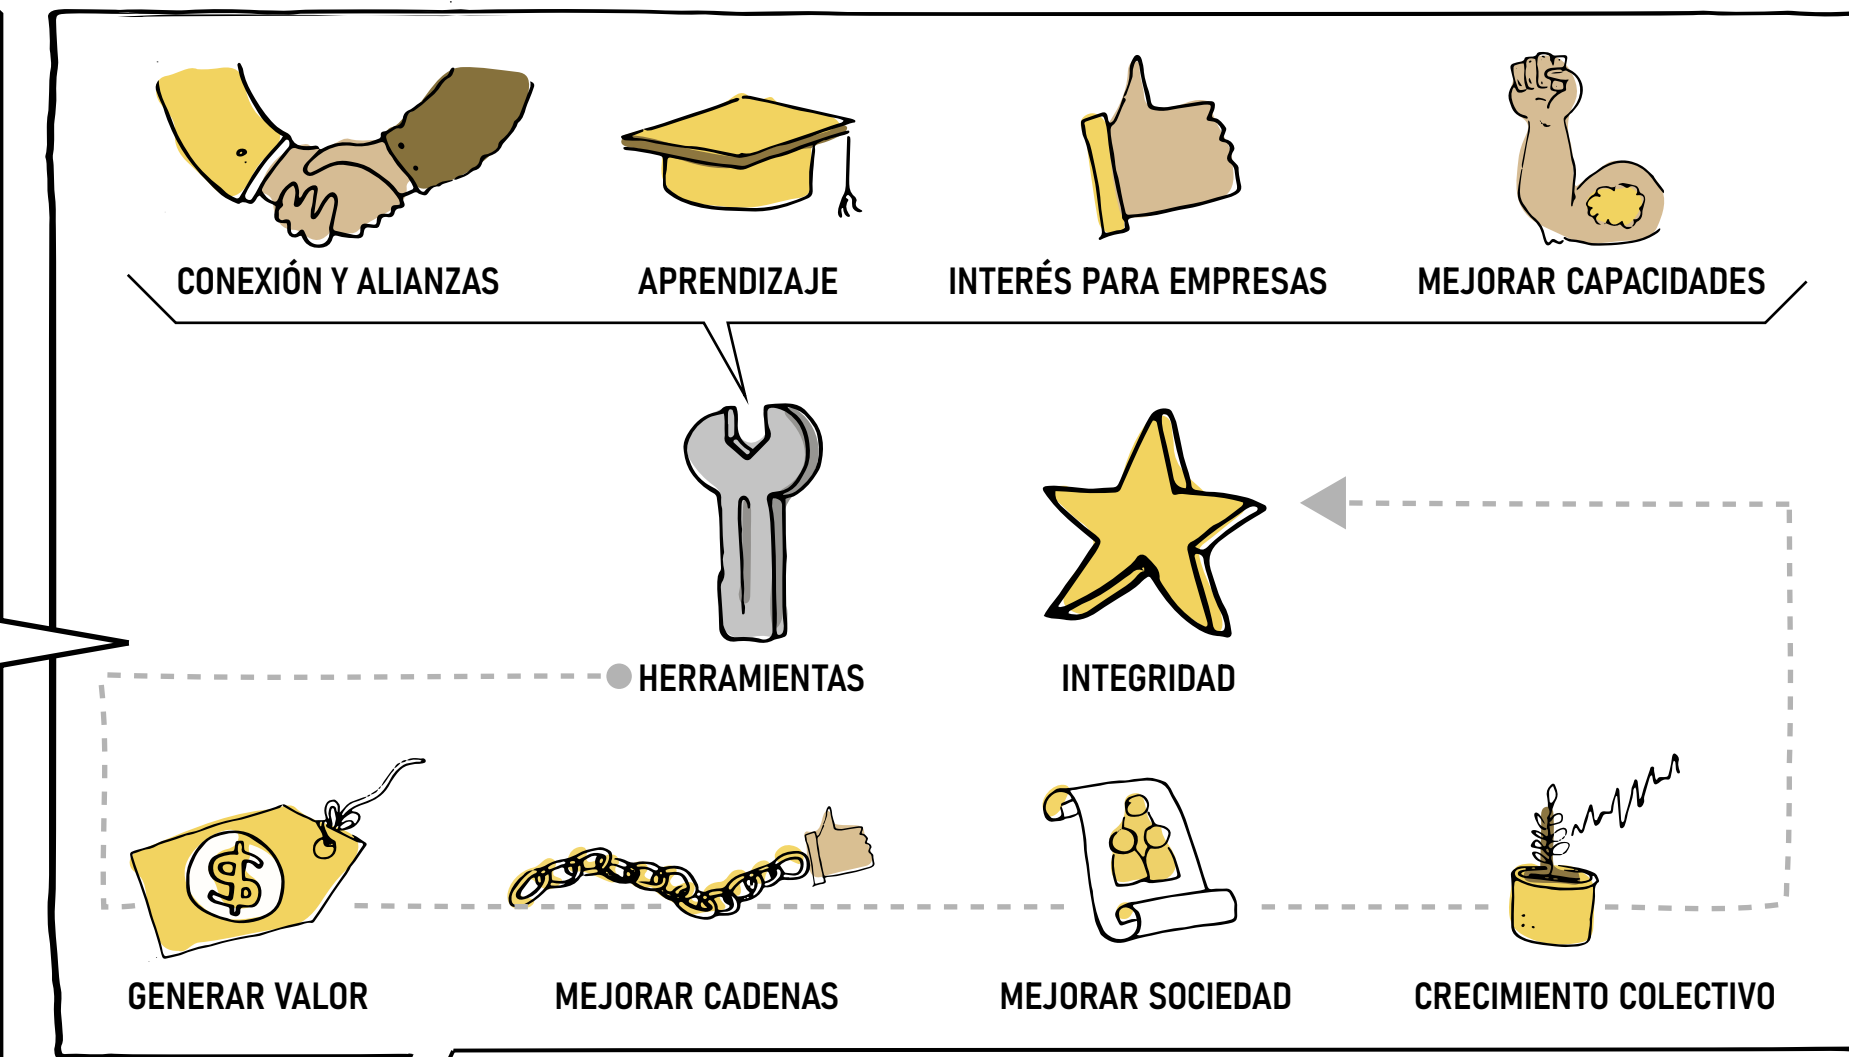 CONEXIÓN Y ALIANZAS
APRENDIZAJE
INTERÉS PARA EMPRESAS
MEJORAR CAPACIDADES
HERRAMIENTAS
INTEGRIDAD
$
GENERAR VALOR
MEJORAR CADENAS
MEJORAR SOCIEDAD
CRECIMIENTO COLECTIVO